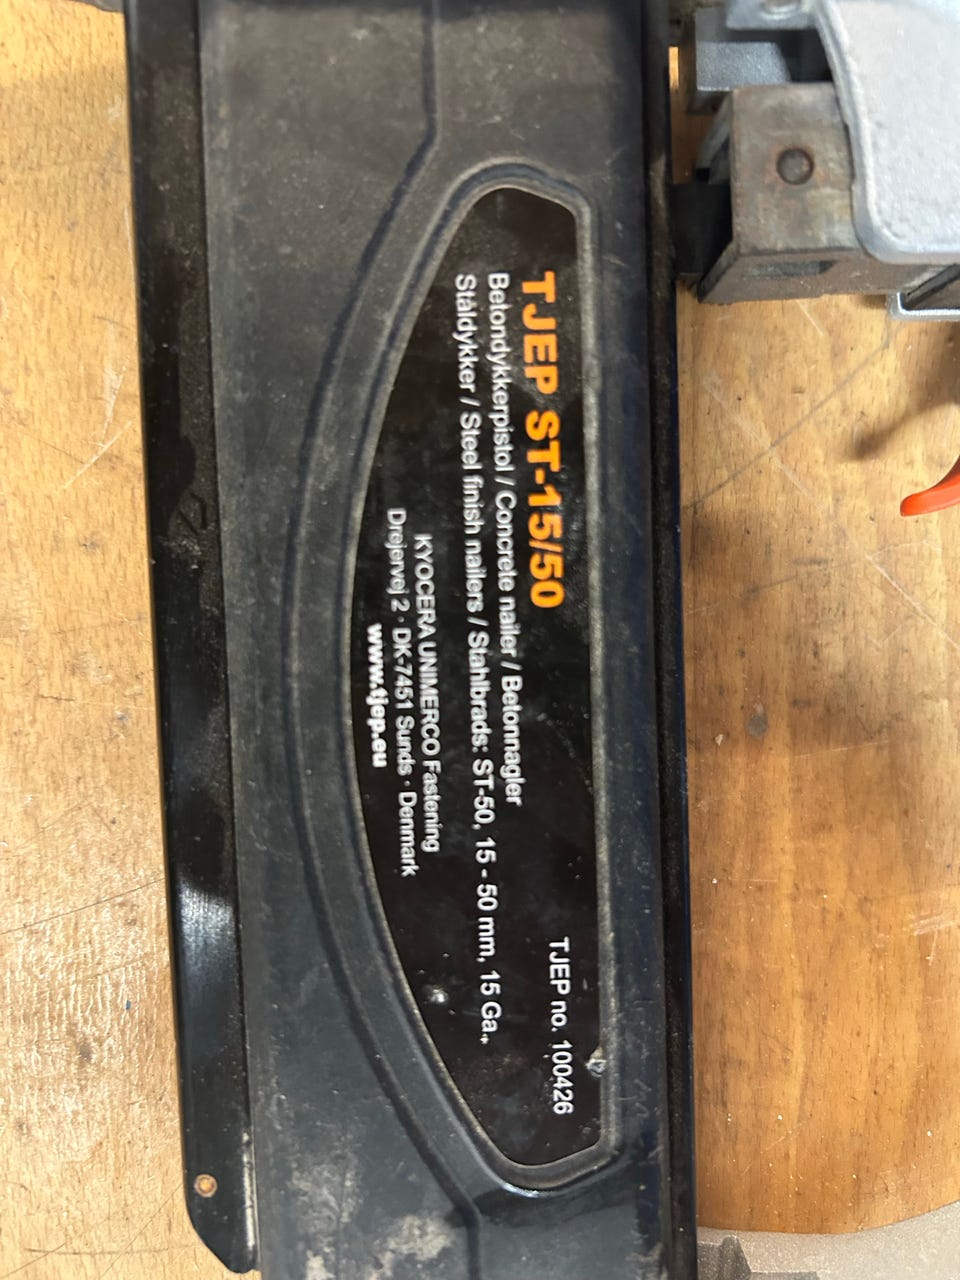 TJEP ST-15/50
TJEP no. 100426
Betondykkerpistol / Concrete nailer / Betonnagler
Ståldykker / Steel finish nailers / Stahlbrads: ST-50, 15 - 50 mm, 15 Ga.
KYOCERA UNIMERCO Fastening
Drejervej 2 · DK-7451 Sunds · Denmark
www.tjep.eu